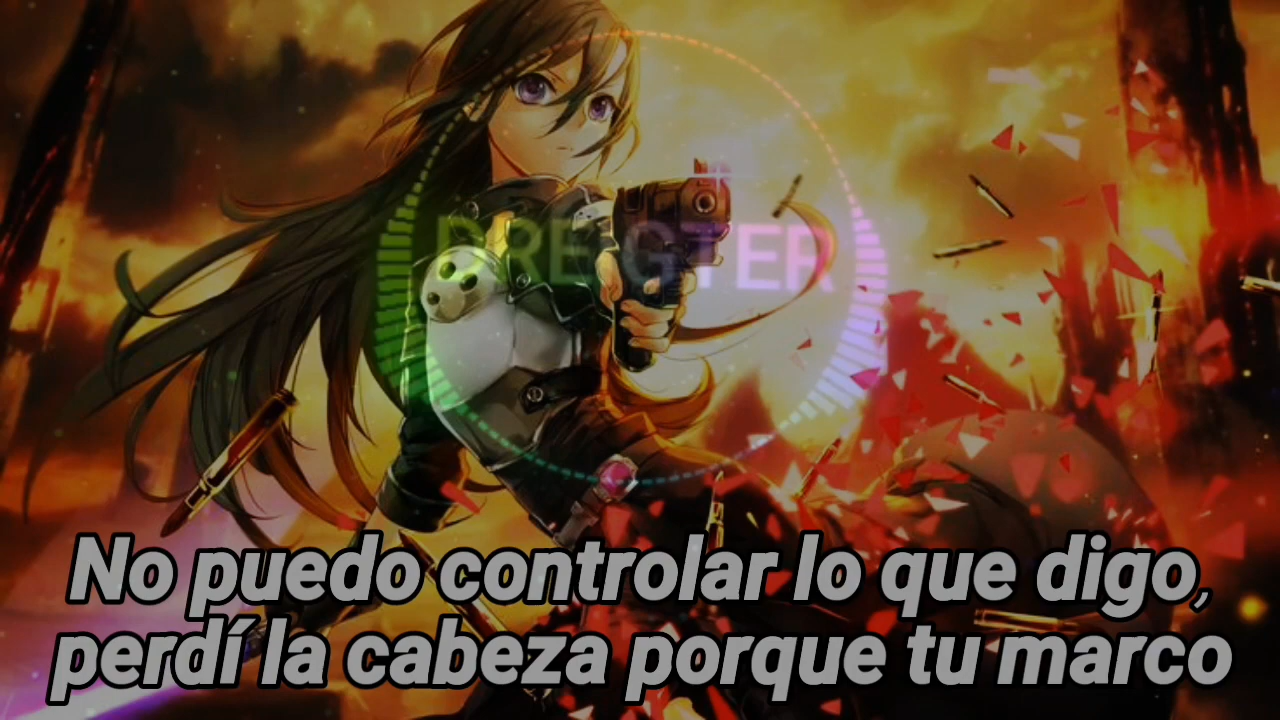 No puedo controlar lo que digo,
perdí la cabeza porque tu marco